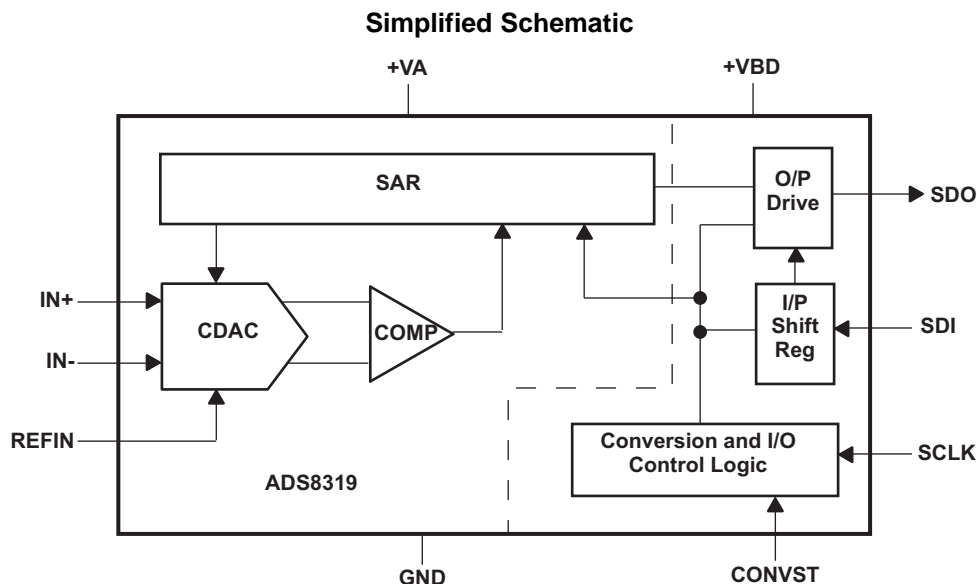 Simplified Schematic
+VA
+VBD
SAR
O/P
Drive
SDO
IN+
IN-
CDAC
COMP
I/P
Shift
Reg
SDI
REFIN
Conversion and I/O
Control Logic
SCLK
ADS8319
GND
CONVST